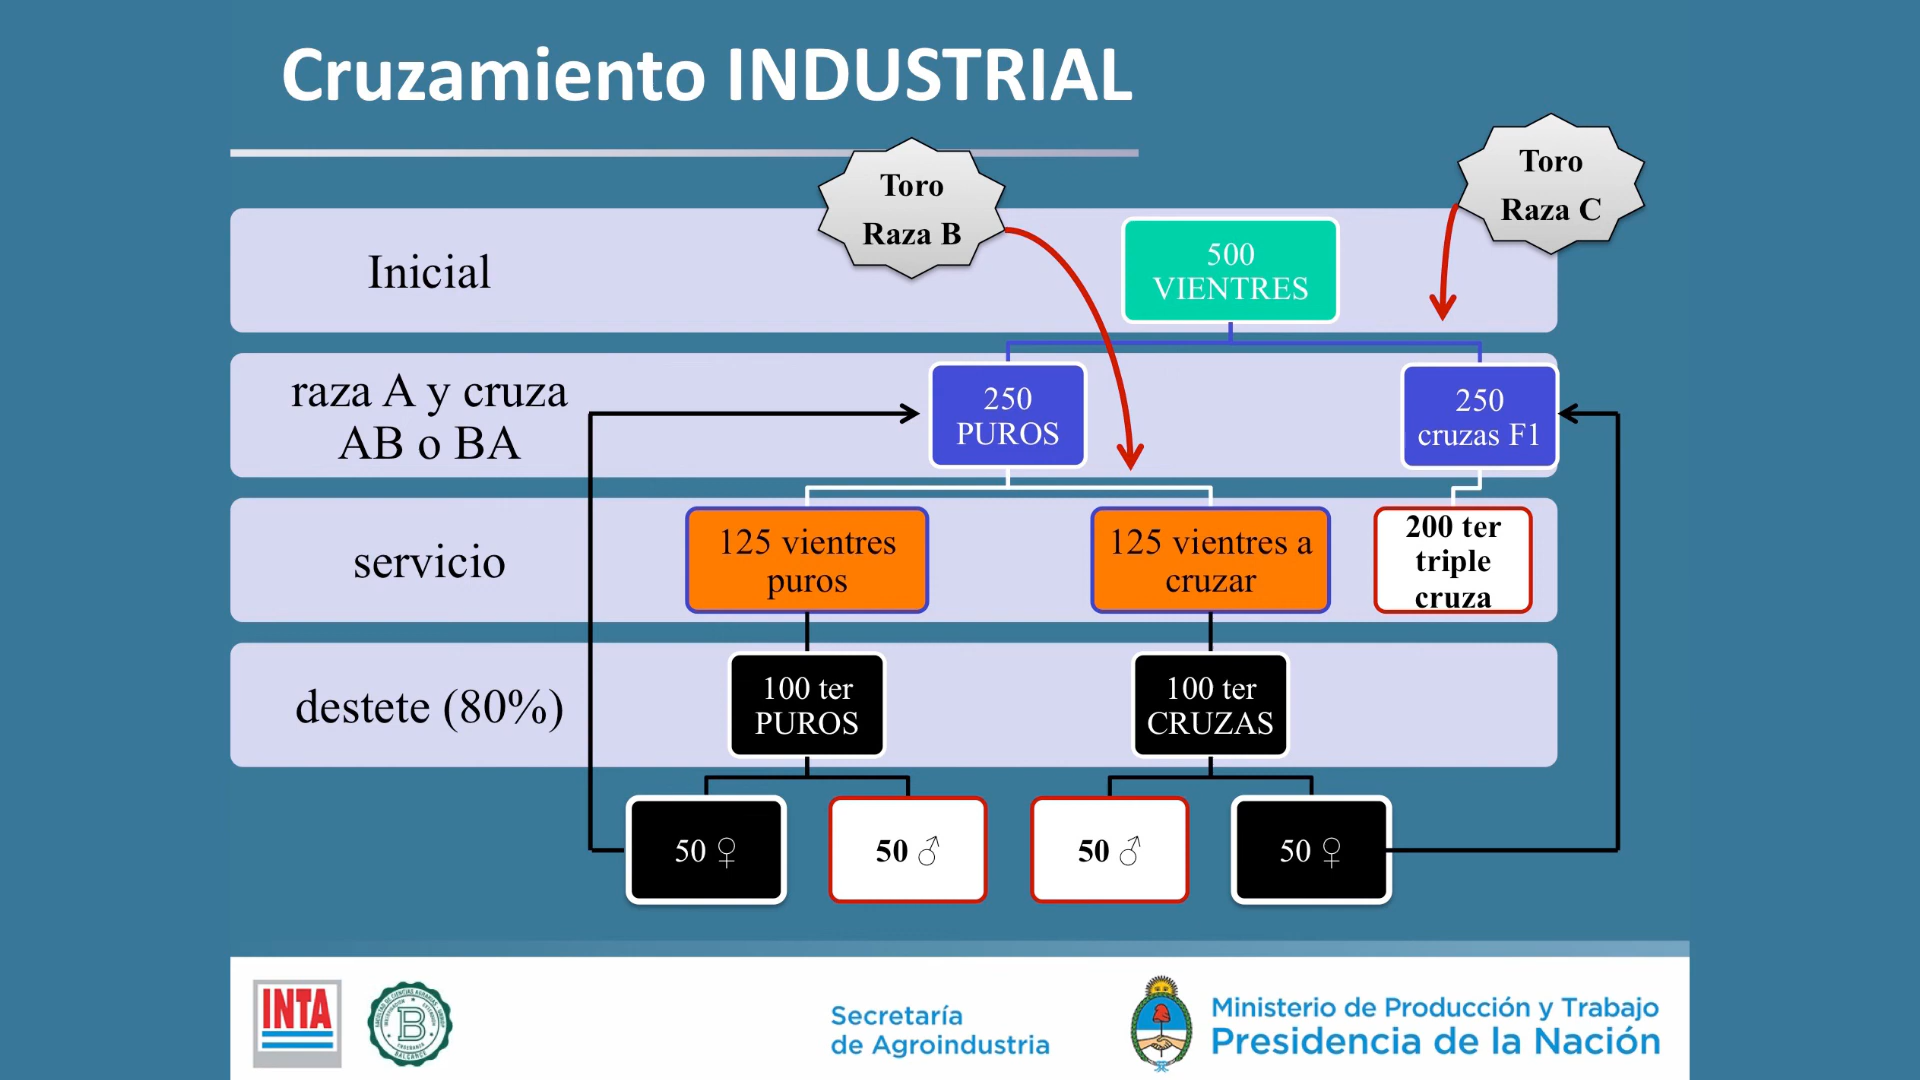 Cruzamiento INDUSTRIAL
Toro
Raza B
Toro
Raza C
Inicial
500
VIENTRES
raza A y cruza
AB o BA
250
PUROS
250
cruzas F1
servicio
125 vientres
puros
125 vientres a
cruzar
200 ter
triple
cruza
destete (80%)
100 ter
PUROS
100 ter
CRUZAS
50 ♀
50 ♂
50 ♂
50 ♀
INTA
B
BALCARCE
Secretaría
de Agroindustria
Ministerio de Producción y Trabajo
Presidencia de la Nación